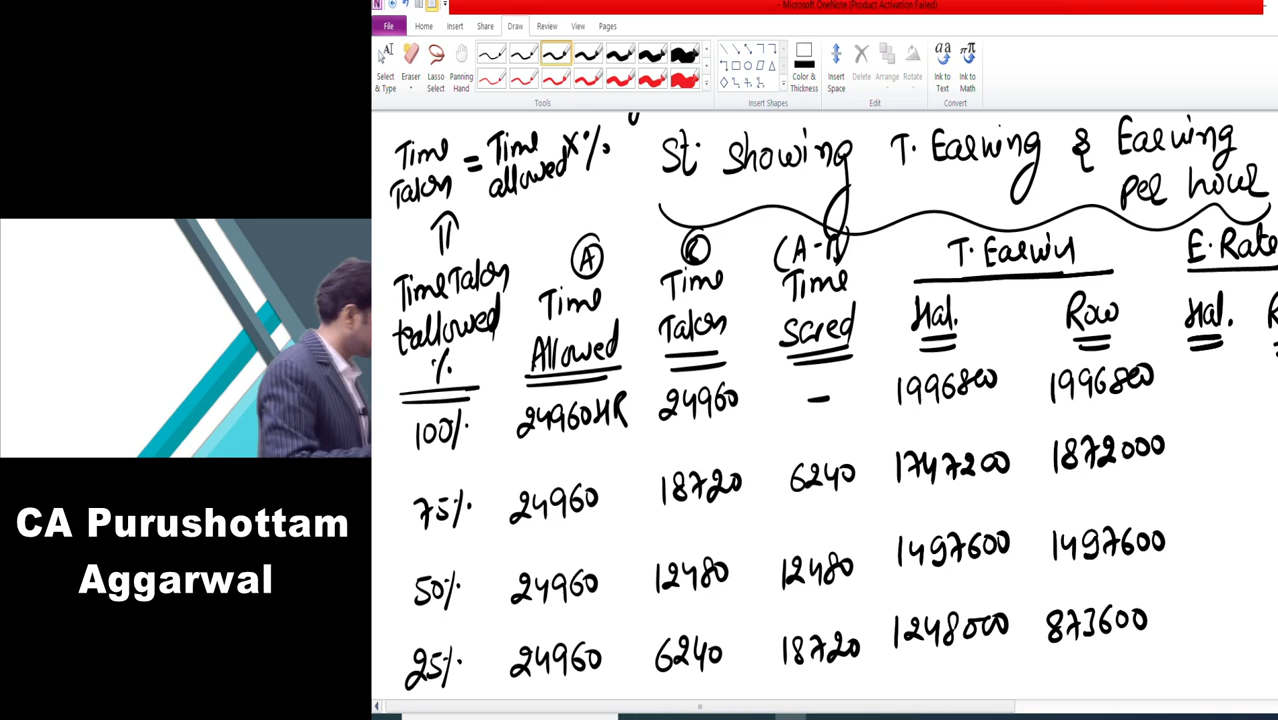 - Microsoft OneNote (Product Activation Failed)
File Home Insert Share Draw Review View Pages
Select & Type Eraser Lasso Select Panning Hand Color & Thickness Insert Space Delete Arrange Rotate Ink to Text Ink to Math
Tools Insert Shapes Edit Convert
Time Taken = Time allowed X %
St. Showing T. Earning & Earning per hour
Time Taken to allowed %
A Time Allowed
Time Taken
Time Saved
T. Earning
E. Rate
Hal. Row Hal.
100% 24960HR 24960 - 1996800 1996800
75% 24960 18720 6240 1747200 1872000
50% 24960 12480 12480 1497600 1497600
25% 24960 6240 18720 1248000 873600
CA Purushottam
Aggarwal